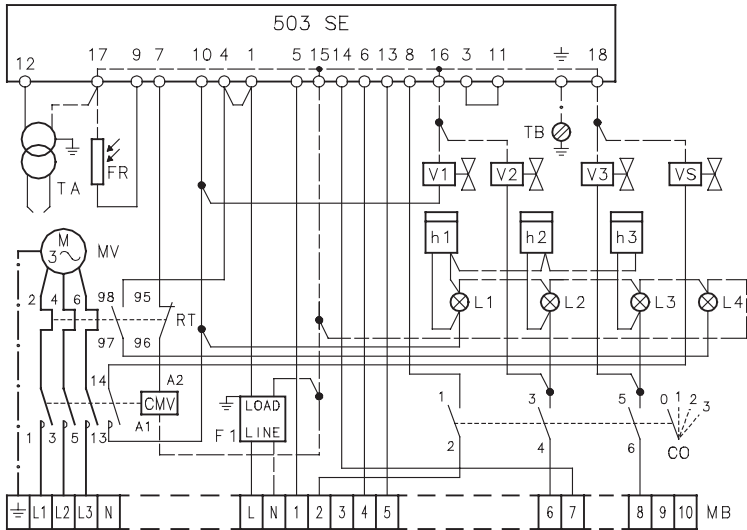 503 SE
12 17 9 7 10 4 1 5 15 14 6 13 8 16 3 11 18
TB
TA
FR
V1 V2 V3 VS
M
3
MV
h1 h2 h3
2 4 6 98 95
RT
L1 L2 L3 L4
97 96
14
A2
CMV
A1
LOAD
LINE
F1
1 3 5 13
1 3 5
0 1 2 3
2 4 6
CO
L1 L2 L3 N L N 1 2 3 4 5 6 7 8 9 10 MB